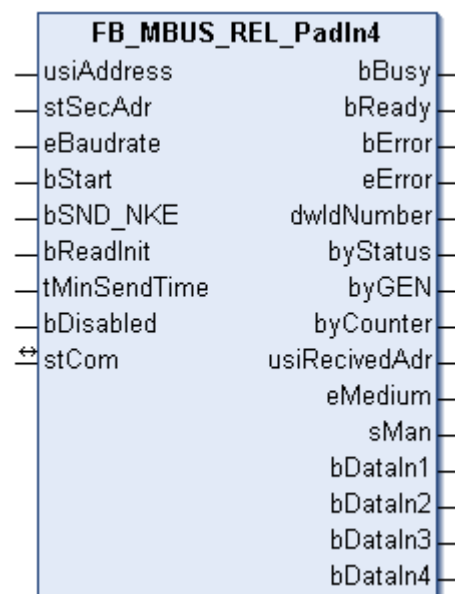 FB_MBUS_REL_PadIn4
usiAddress bBusy
stSecAdr bReady
eBaudrate bError
bStart eError
bSND_NKE dwIdNumber
bReadInit byStatus
tMinSendTime byGEN
bDisabled byCounter
stCom usiRecivedAdr
eMedium
sMan
bDataIn1
bDataIn2
bDataIn3
bDataIn4